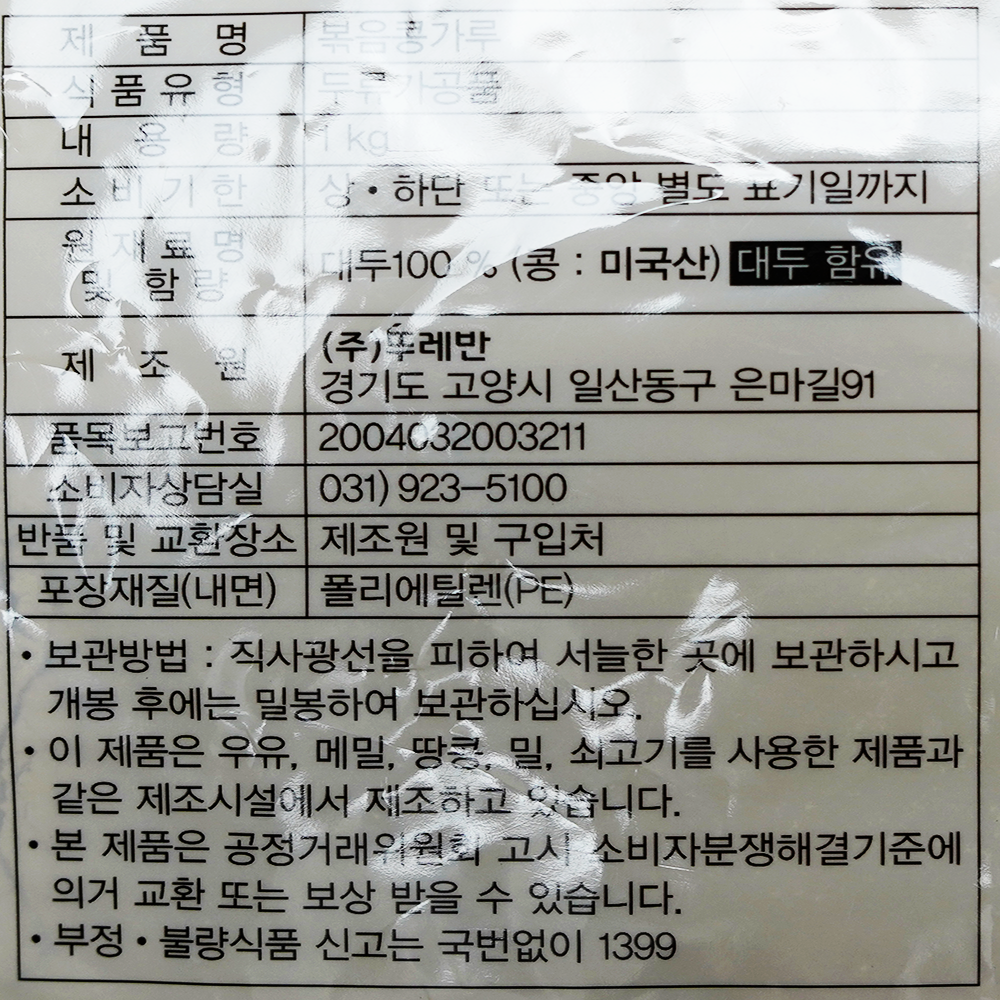 제 품 명 볶음콩가루
식 품 유 형 두류가공품
내 용 량 1 kg
소 비 기 한 상・하단 또는 중앙 별도 표기일까지
원 재 료 명
및 함 량 대두100 % (콩 : 미국산) 대두 함유
(주)뚜레반
제 조 원
경기도 고양시 일산동구 은마길91
품목보고번호 2004032003211
소비자상담실 031) 923-5100
반품 및 교환장소 제조원 및 구입처
포장재질(내면) 폴리에틸렌(PE)
• 보관방법 : 직사광선을 피하여 서늘한 곳에 보관하시고
개봉 후에는 밀봉하여 보관하십시오.
• 이 제품은 우유, 메밀, 땅콩, 밀, 쇠고기를 사용한 제품과
같은 제조시설에서 제조하고 있습니다.
• 본 제품은 공정거래위원회 고시 소비자분쟁해결기준에
의거 교환 또는 보상 받을 수 있습니다.
• 부정・불량식품 신고는 국번없이 1399